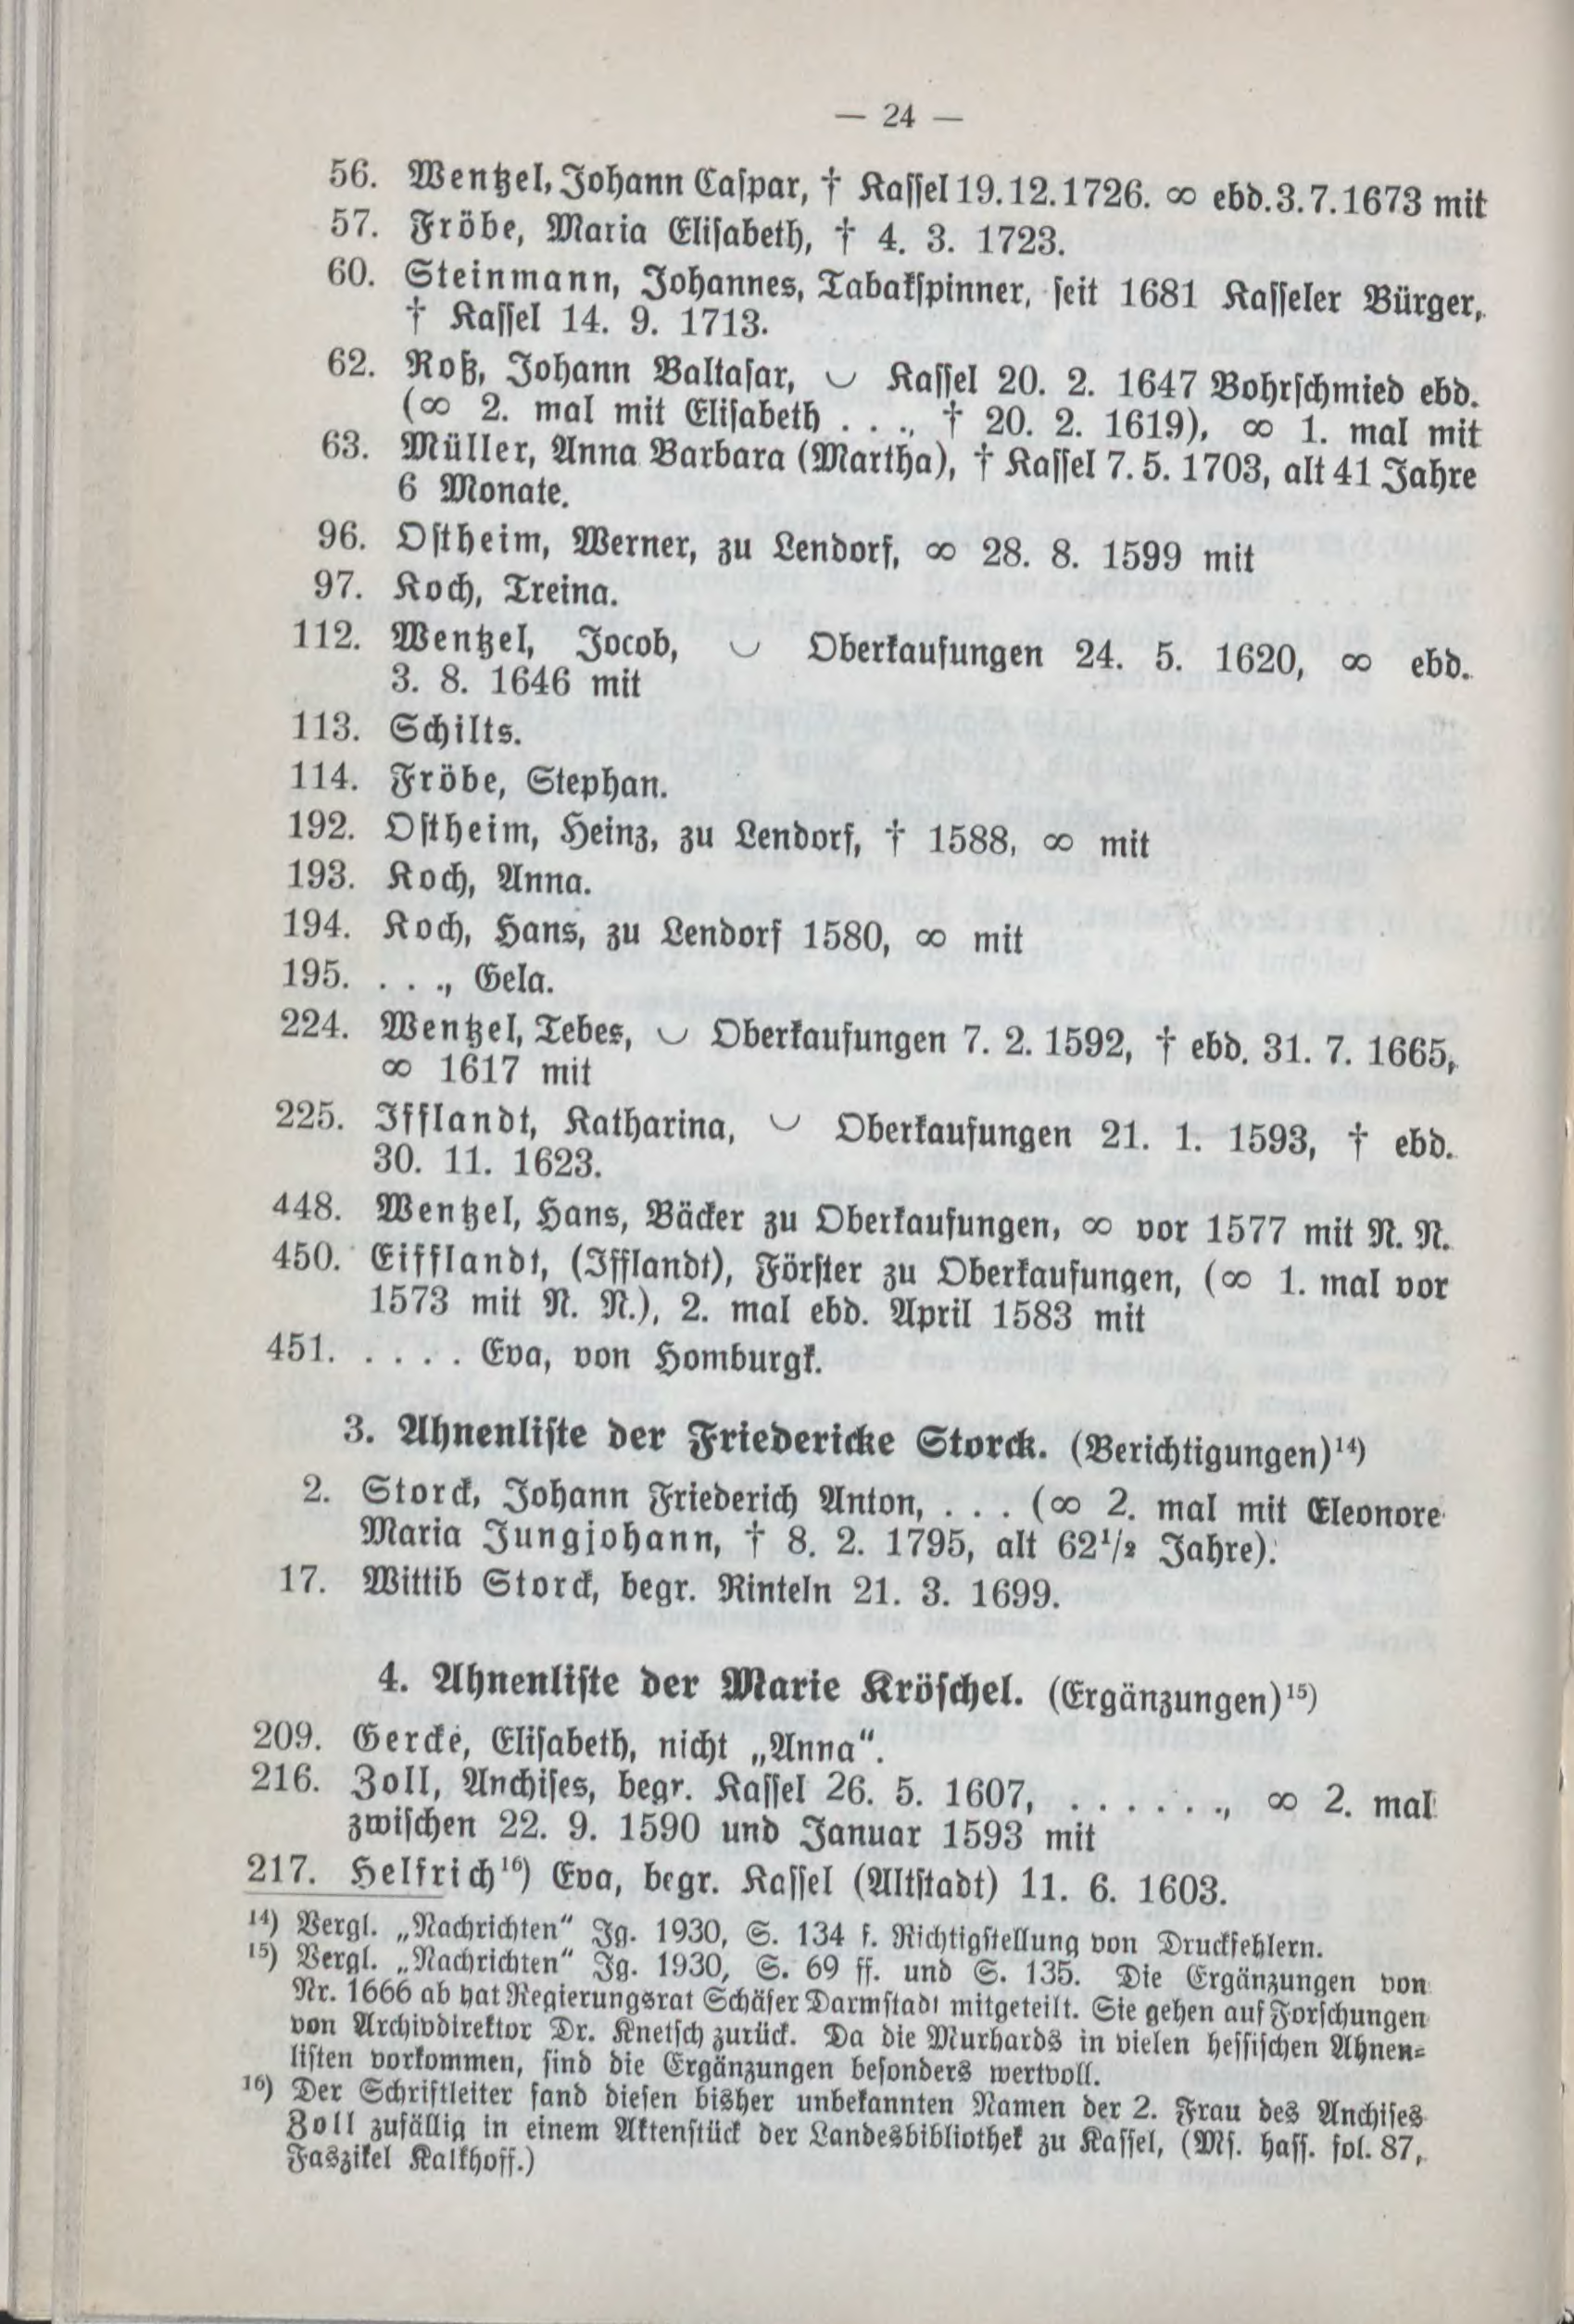 — 24 —
56. Wentzel, Johann Caspar, † Kassel 19. 12. 1726. ∞ ebd. 3. 7. 1673 mit
57. Fröbe, Maria Elisabeth, † 4. 3. 1723.
60. Steinmann, Johannes, Tabakspinner, seit 1681 Kasseler Bürger,
† Kassel 14. 9. 1713.
62. Roß, Johann Baltasar, ◡ Kassel 20. 2. 1647 Bohrschmied ebd.
(∞ 2. mal mit Elisabeth . . ., † 20. 2. 1619), ∞ 1. mal mit
63. Müller, Anna Barbara (Martha), † Kassel 7. 5. 1703, alt 41 Jahre
6 Monate.
96. Ostheim, Werner, zu Lendorf, ∞ 28. 8. 1599 mit
97. Koch, Treina.
112. Wentzel, Jocob, ◡ Oberkaufungen 24. 5. 1620, ∞ ebd.
3. 8. 1646 mit
113. Schilts.
114. Fröbe, Stephan.
192. Ostheim, Heinz, zu Lendorf, † 1588, ∞ mit
193. Koch, Anna.
194. Koch, Hans, zu Lendorf 1580, ∞ mit
195. . . ., Gela.
224. Wentzel, Tebes, ◡ Oberkaufungen 7. 2. 1592, † ebd. 31. 7. 1665,
∞ 1617 mit
225. Ifflandt, Katharina, ◡ Oberkaufungen 21. 1. 1593, † ebd.
30. 11. 1623.
448. Wentzel, Hans, Bäcker zu Oberkaufungen, ∞ vor 1577 mit N. N.
450. Eifflandt, (Ifflandt), Förster zu Oberkaufungen, (∞ 1. mal vor
1573 mit N. N.), 2. mal ebd. April 1583 mit
451. . . . . Eva, von Homburgk.
3. Ahnenliste der Friedericke Storck. (Berichtigungen)¹⁴)
2. Storck, Johann Friederich Anton, . . . (∞ 2. mal mit Eleonore
Maria Jungjohann, † 8. 2. 1795, alt 62¹/₂ Jahre).
17. Wittib Storck, begr. Rinteln 21. 3. 1699.
4. Ahnenliste der Marie Kröschel. (Ergänzungen)¹⁵)
209. Gercke, Elisabeth, nicht „Anna“.
216. Zoll, Anchises, begr. Kassel 26. 5. 1607, . . . . . . ., ∞ 2. mal
zwischen 22. 9. 1590 und Januar 1593 mit
217. Helfrich¹⁶) Eva, begr. Kassel (Altstadt) 11. 6. 1603.
¹⁴) Vergl. „Nachrichten“ Jg. 1930, S. 134 f. Richtigstellung von Druckfehlern.
¹⁵) Vergl. „Nachrichten“ Jg. 1930, S. 69 ff. und S. 135. Die Ergänzungen von
Nr. 1666 ab hat Regierungsrat Schäfer Darmstadt mitgeteilt. Sie gehen auf Forschungen
von Archivdirektor Dr. Knetsch zurück. Da die Murhards in vielen hessischen Ahnen-
listen vorkommen, sind die Ergänzungen besonders wertvoll.
¹⁶) Der Schriftleiter fand diesen bisher unbekannten Namen der 2. Frau des Anchises
Zoll zufällig in einem Aktenstück der Landesbibliothek zu Kassel, (Ms. hass. fol. 87,
Faszikel Kalkhoff.)